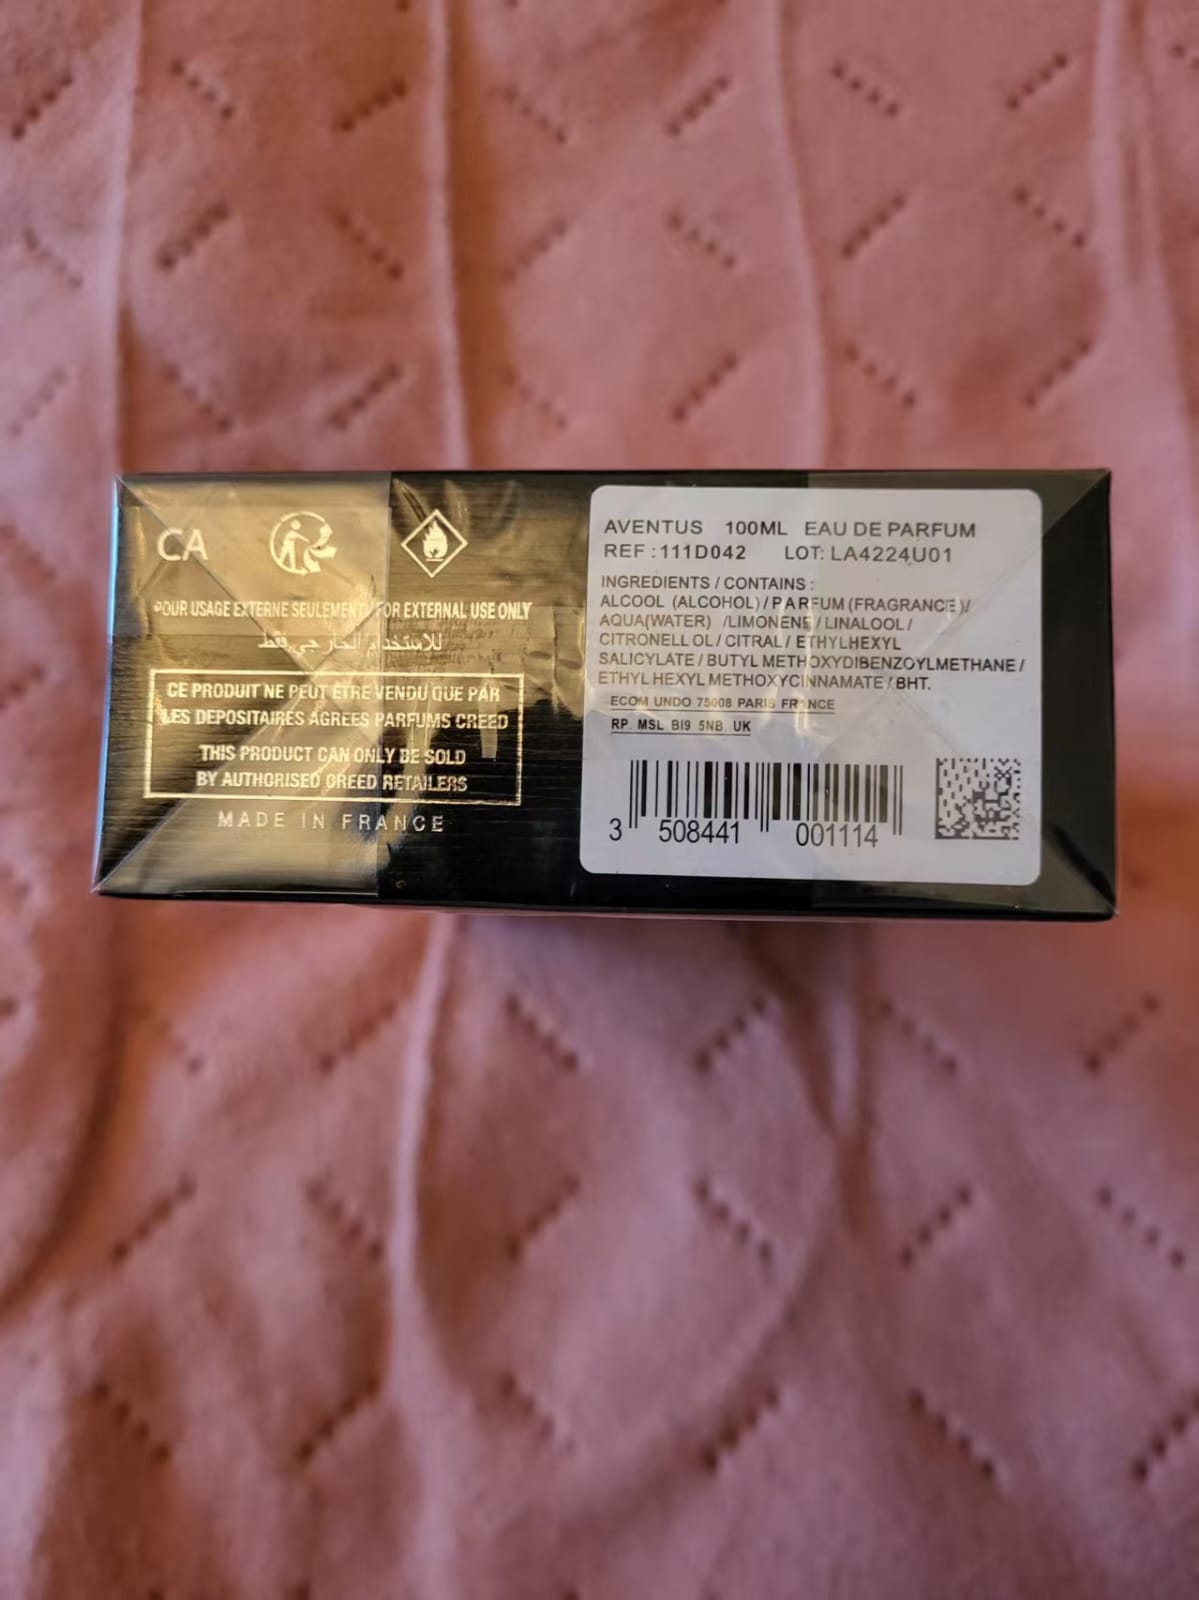 CA
POUR USAGE EXTERNE SEULEMENT / FOR EXTERNAL USE ONLY
للاستخدام الخارجي فقط
CE PRODUIT NE PEUT ÊTRE VENDU QUE PAR
LES DEPOSITAIRES AGREES PARFUMS CREED
THIS PRODUCT CAN ONLY BE SOLD
BY AUTHORISED CREED RETAILERS
MADE IN FRANCE
AVENTUS 100ML EAU DE PARFUM
REF :111D042 LOT: LA4224U01
INGREDIENTS / CONTAINS :
ALCOOL (ALCOHOL) / PARFUM (FRAGRANCE) /
AQUA(WATER) /LIMONENE / LINALOOL /
CITRONELL OL / CITRAL / ETHYLHEXYL
SALICYLATE / BUTYL METHOXYDIBENZOYLMETHANE /
ETHYL HEXYL METHOXYCINNAMATE / BHT.
ECOM UNDO 75008 PARIS FRANCE
RP. MSL BI9 5NB. UK
3 508441 001114